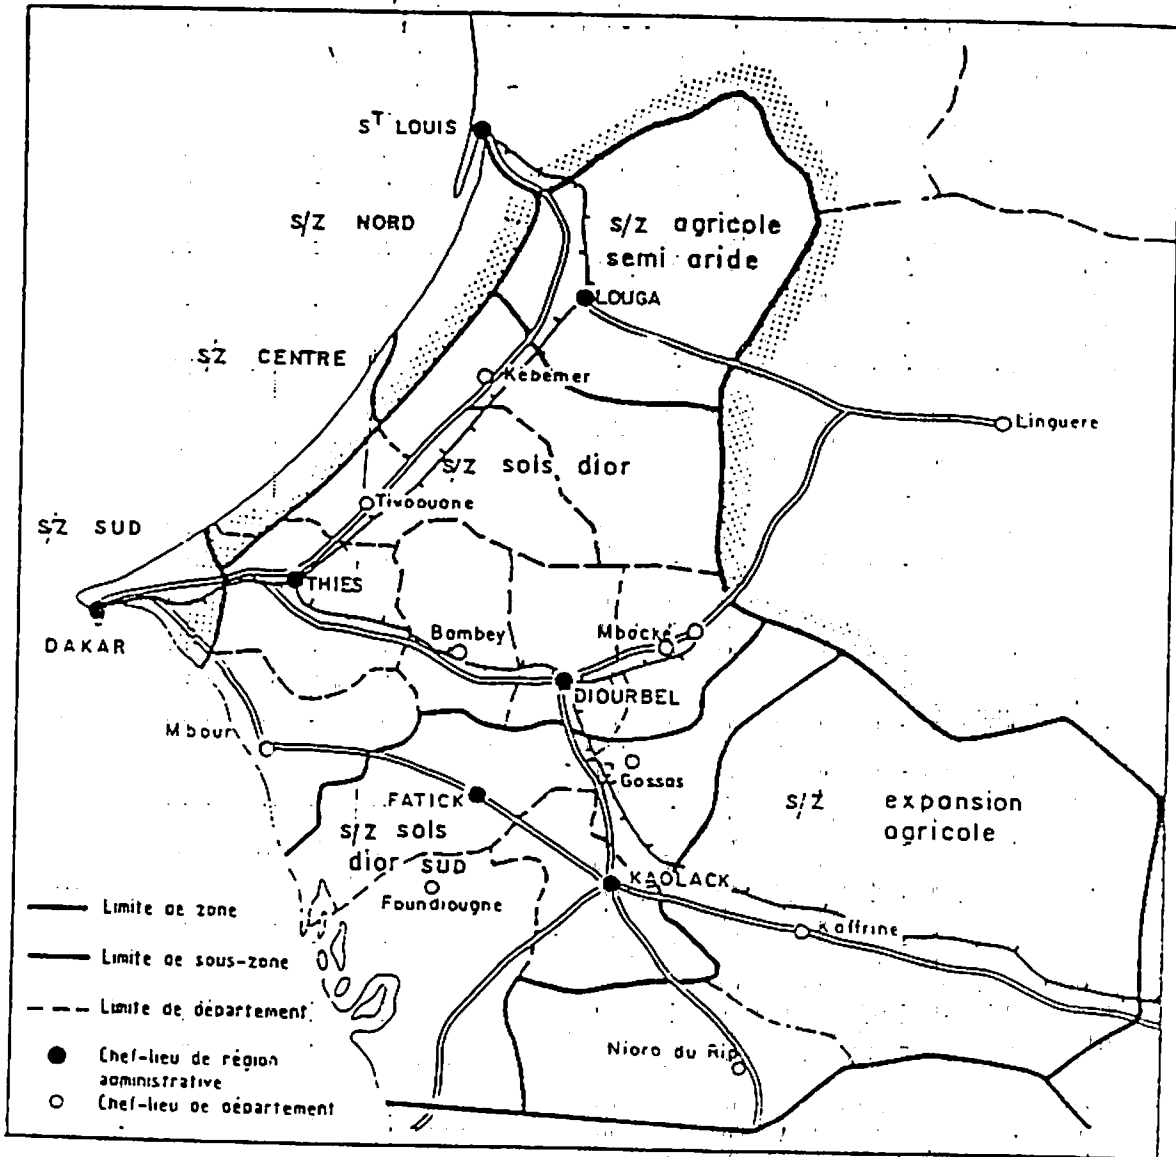 S^T LOUIS
S/Z NORD
S/Z agricole
semi aride
LOUGA
S/Z CENTRE
Kébémer
Linguere
S/Z sols dior
Tivaouane
S/Z SUD
THIES
DAKAR
Bambey
Mbacké
DIOURBEL
Mbour
Gossas
FATICK
S/Z expansion
agricole
S/Z sols
dior SUD
KAOLACK
Foundiougne
Kaffrine
Nioro du Rip
Limite de zone
Limite de sous-zone
Limite de département
Chef-lieu de région
administrative
Chef-lieu de département